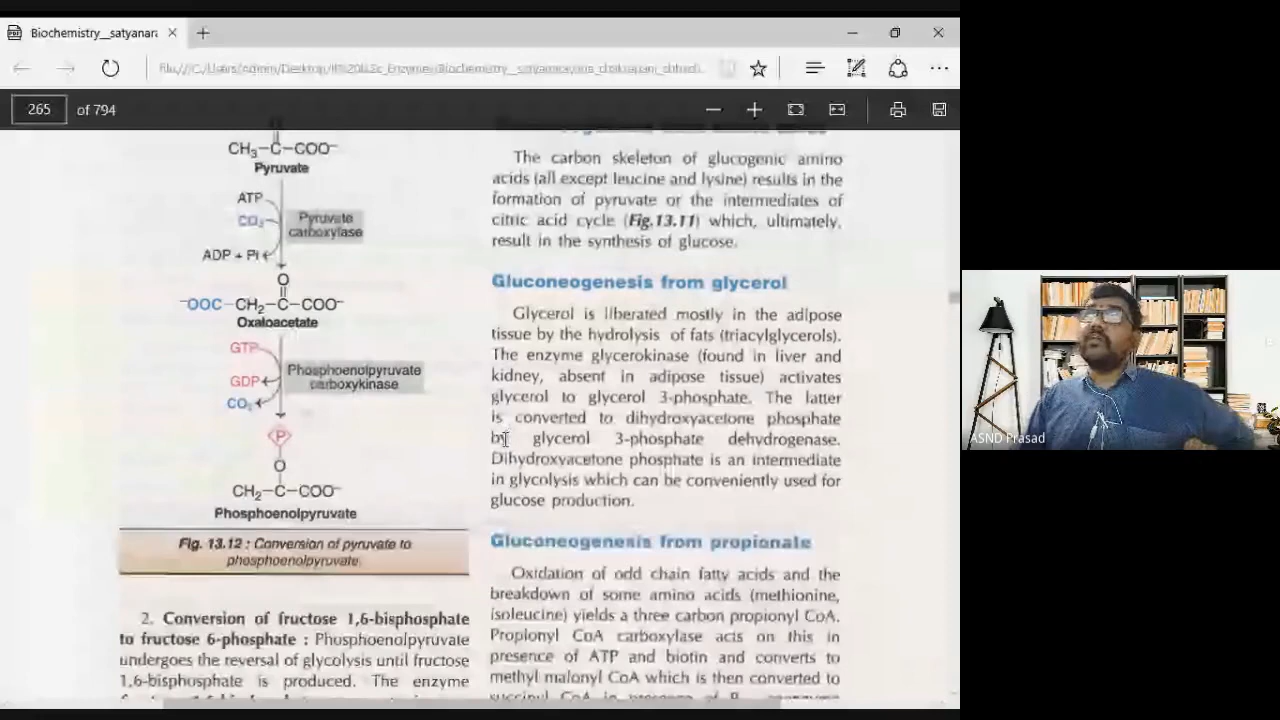 Biochemistry__satyanara
265 of 794
CH₃–C–COO⁻
Pyruvate
ATP
CO₂
Pyruvate
carboxylase
ADP + Pi
O
⁻OOC–CH₂–C–COO⁻
Oxaloacetate
GTP
Phosphoenolpyruvate
carboxykinase
GDP
CO₂
P
O
CH₂–C–COO⁻
Phosphoenolpyruvate
Fig. 13.12 : Conversion of pyruvate to
phosphoenolpyruvate.
2. Conversion of fructose 1,6-bisphosphate
to fructose 6-phosphate : Phosphoenolpyruvate
undergoes the reversal of glycolysis until fructose
1,6-bisphosphate is produced. The enzyme
The carbon skeleton of glucogenic amino
acids (all except leucine and lysine) results in the
formation of pyruvate or the intermediates of
citric acid cycle (Fig.13.11) which, ultimately,
result in the synthesis of glucose.
Gluconeogenesis from glycerol
Glycerol is liberated mostly in the adipose
tissue by the hydrolysis of fats (triacylglycerols).
The enzyme glycerokinase (found in liver and
kidney, absent in adipose tissue) activates
glycerol to glycerol 3-phosphate. The latter
is converted to dihydroxyacetone phosphate
by glycerol 3-phosphate dehydrogenase.
Dihydroxyacetone phosphate is an intermediate
in glycolysis which can be conveniently used for
glucose production.
Gluconeogenesis from propionate
Oxidation of odd chain fatty acids and the
breakdown of some amino acids (methionine,
isoleucine) yields a three carbon propionyl CoA.
Propionyl CoA carboxylase acts on this in
presence of ATP and biotin and converts to
methyl malonyl CoA which is then converted to
succinyl CoA in presence of B
ASND Prasad